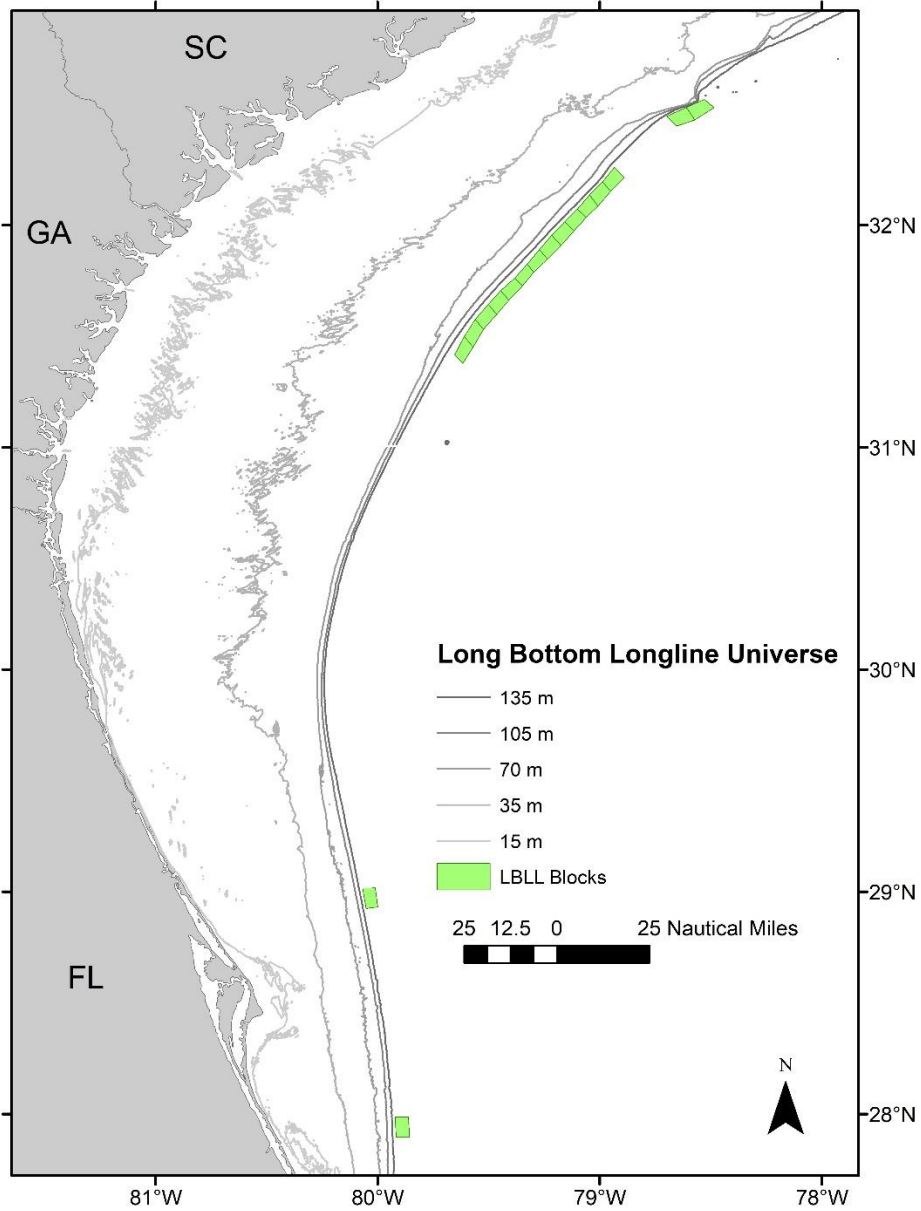 SC
GA
32°N
31°N
30°N
Long Bottom Longline Universe
135 m
105 m
70 m
35 m
15 m
LBLL Blocks
29°N
25 12.5 0 25 Nautical Miles
FL
N
28°N
81°W 80°W 79°W 78°W